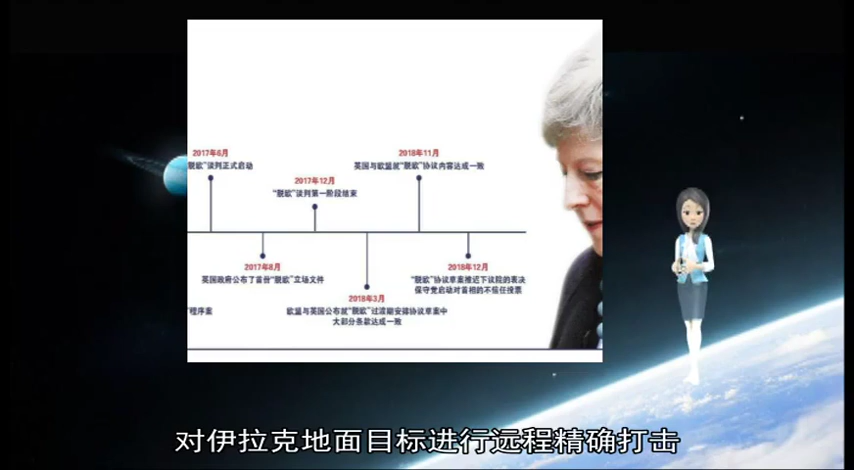 2017年6月
脱欧”谈判正式启动
2017年12月
“脱欧”谈判第一阶段结束
2018年11月
英国与欧盟就“脱欧”协议内容达成一致
2017年8月
英国政府公布了首份“脱欧”立场文件
2018年3月
欧盟与英国公布就“脱欧”过渡期安排协议草案中
大部分条款达成一致
2018年12月
“脱欧”协议草案推迟下议院的表决
保守党启动对首相的不信任投票
程序案
对伊拉克地面目标进行远程精确打击